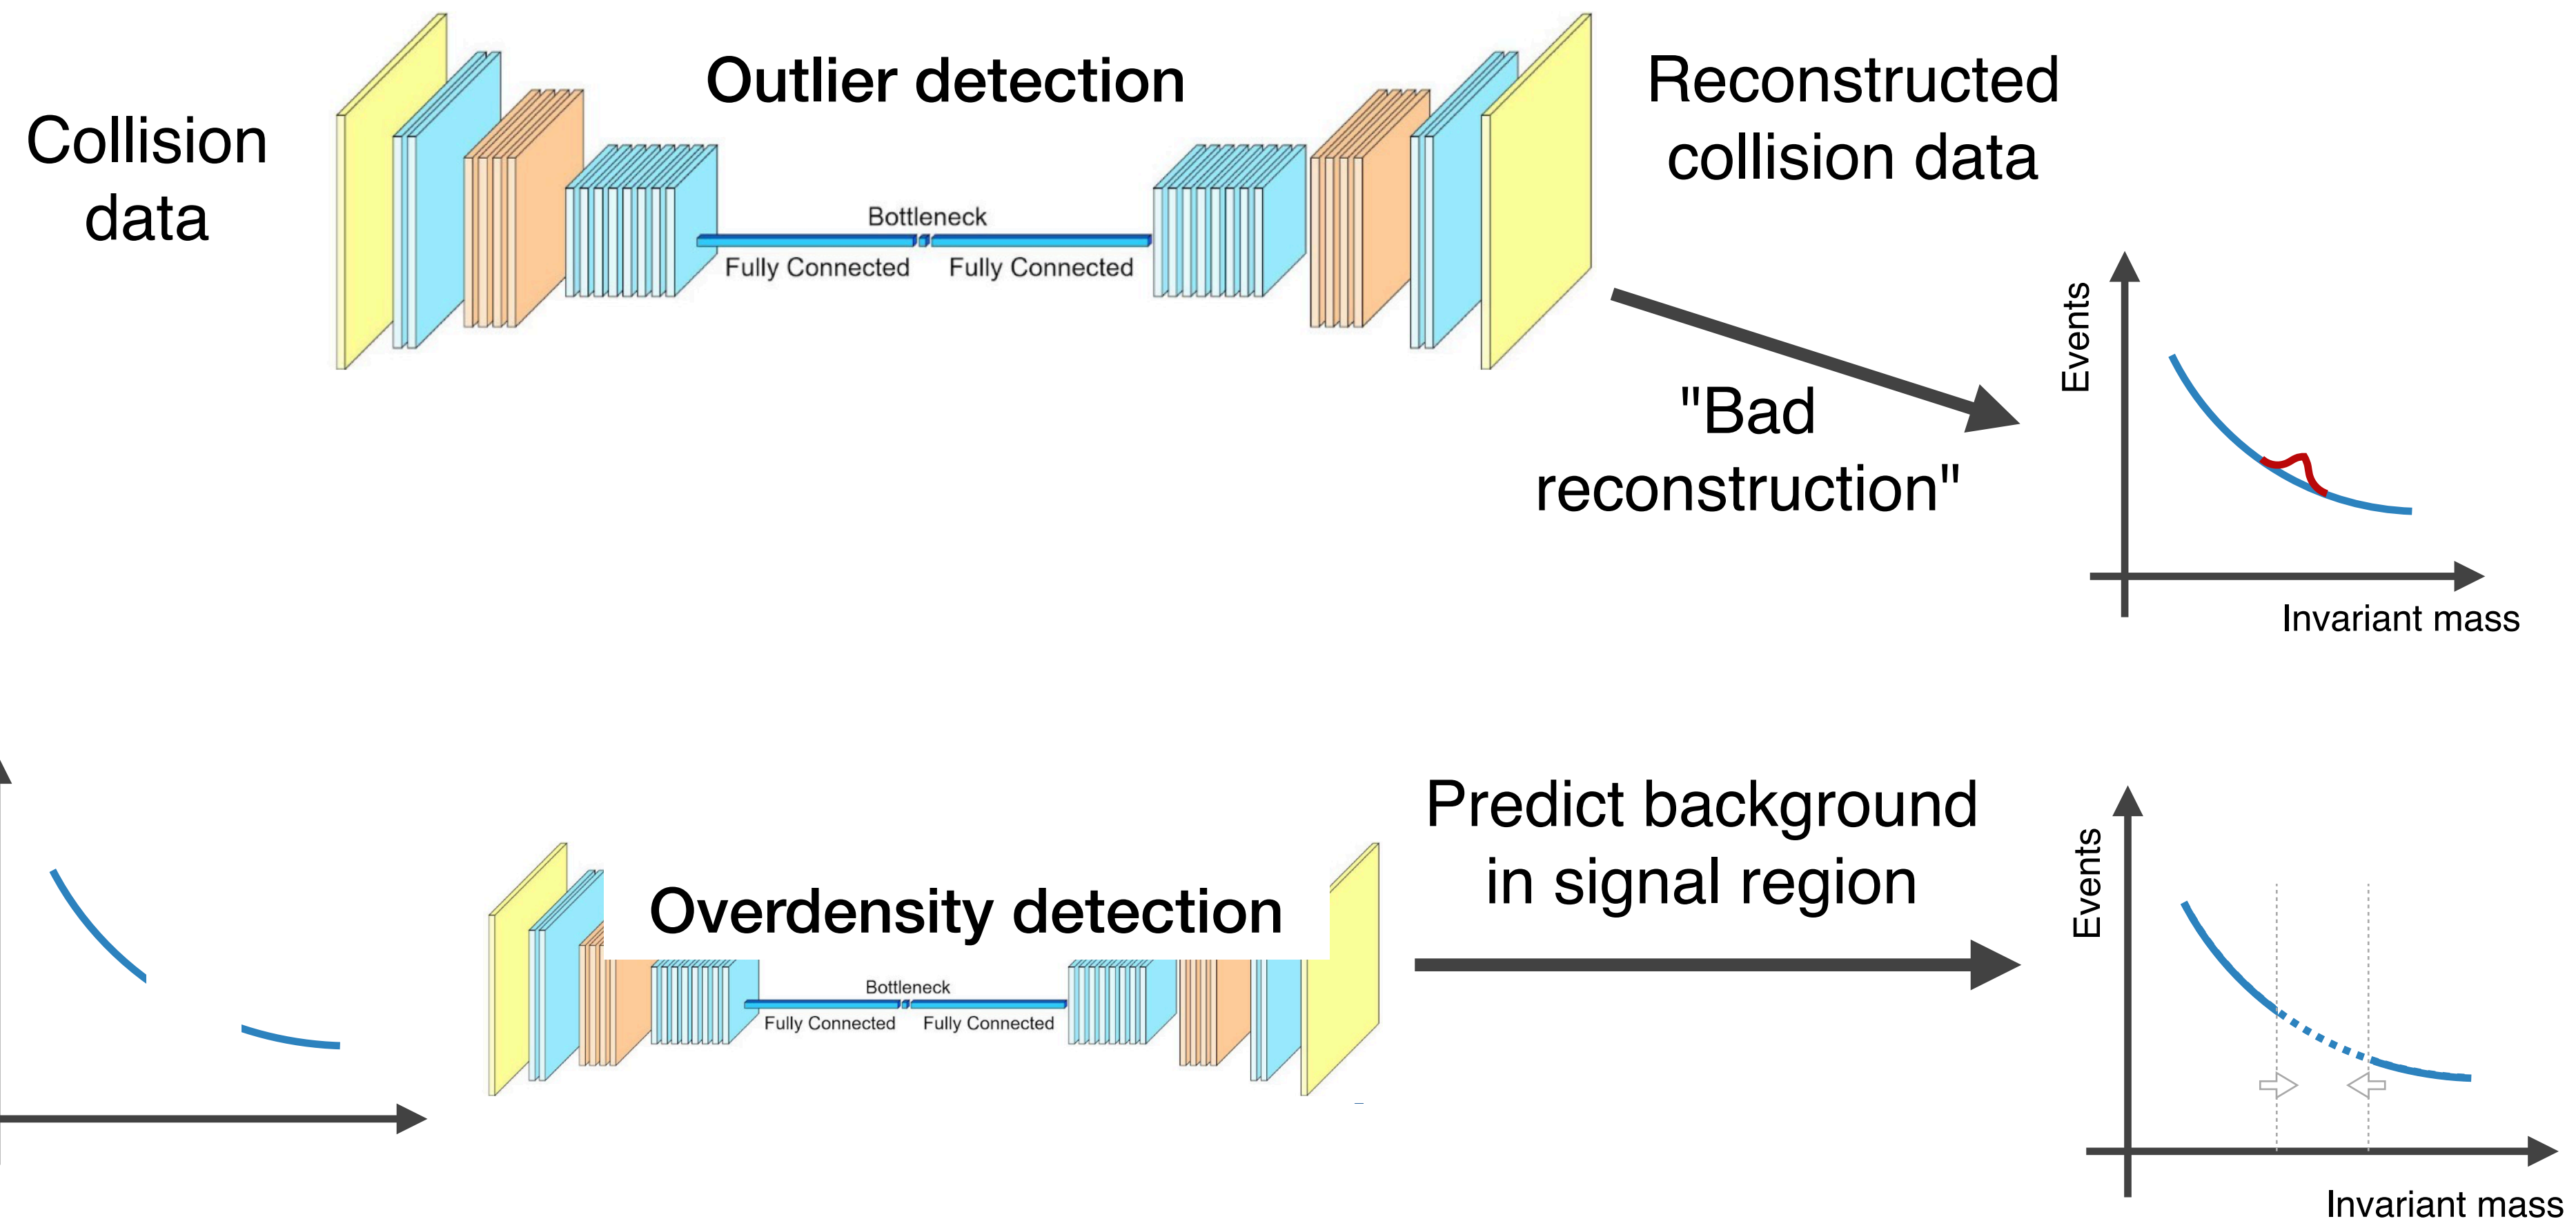 Outlier detection
Collision
data
Bottleneck
Fully Connected
Fully Connected
Reconstructed
collision data
"Bad
reconstruction"
Events
Invariant mass
Overdensity detection
Bottleneck
Fully Connected
Fully Connected
Predict background
in signal region
Events
Invariant mass